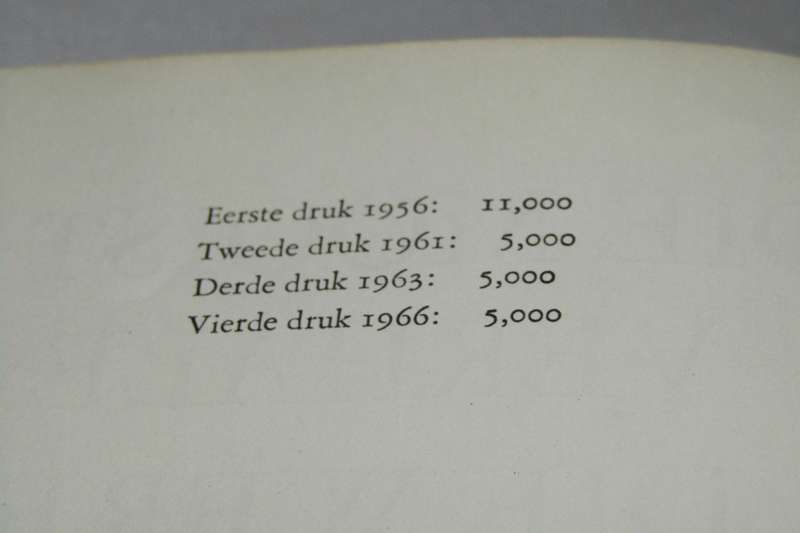 Eerste druk 1956: 11,000
Tweede druk 1961: 5,000
Derde druk 1963: 5,000
Vierde druk 1966: 5,000